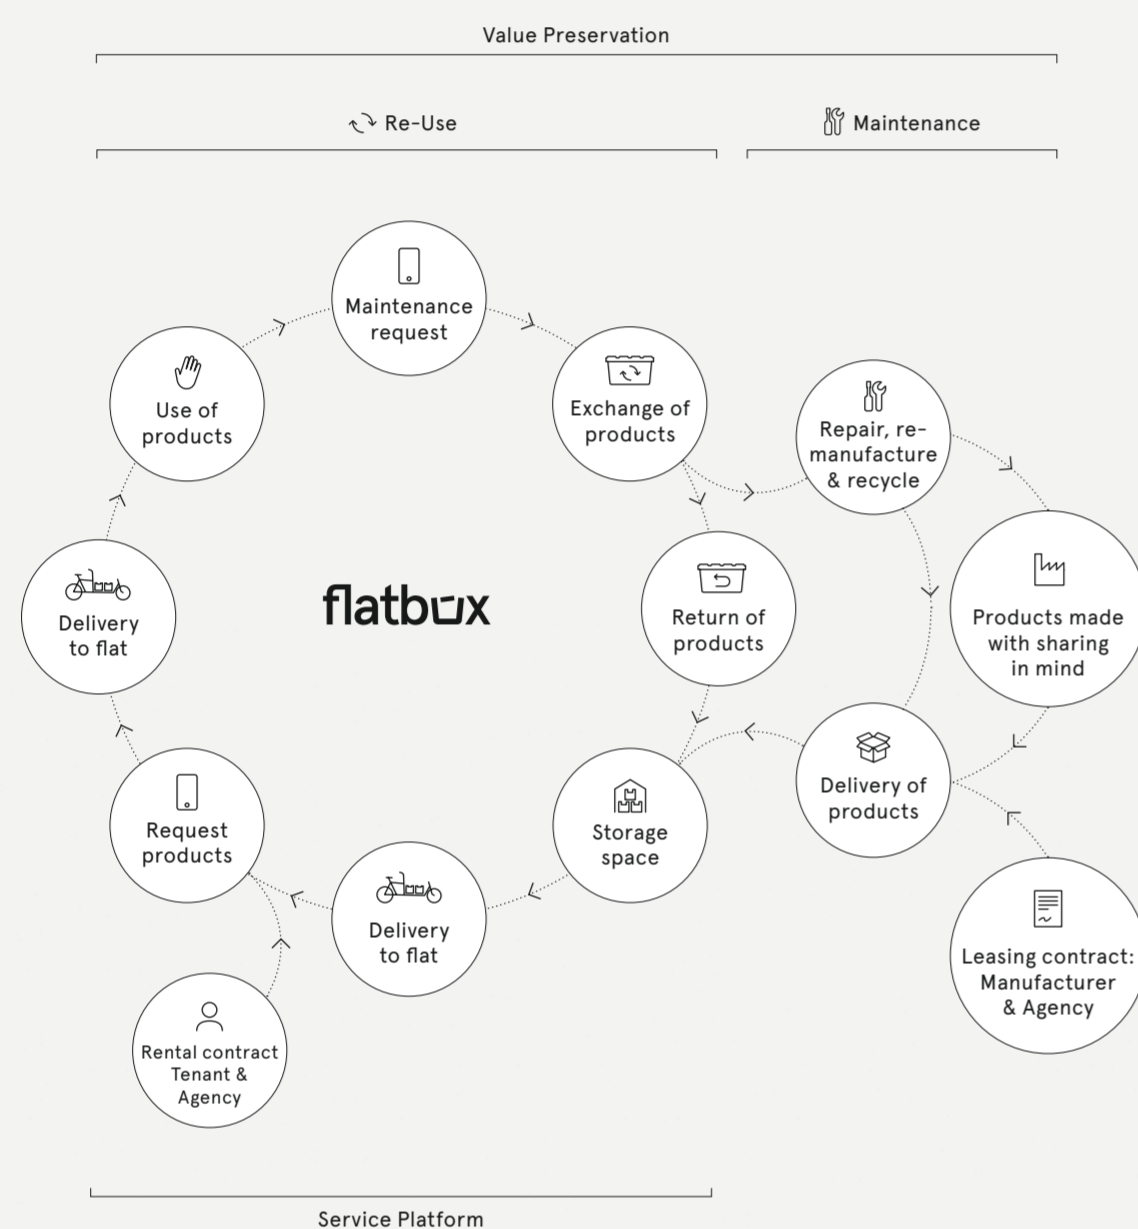 Value Preservation
Re-Use
Maintenance
Maintenance
request
Use of
products
Exchange of
products
Repair, re-
manufacture
& recycle
Delivery
to flat
flatbox
Return of
products
Products made
with sharing
in mind
Request
products
Storage
space
Delivery of
products
Delivery
to flat
Leasing contract:
Manufacturer
& Agency
Rental contract
Tenant &
Agency
Service Platform